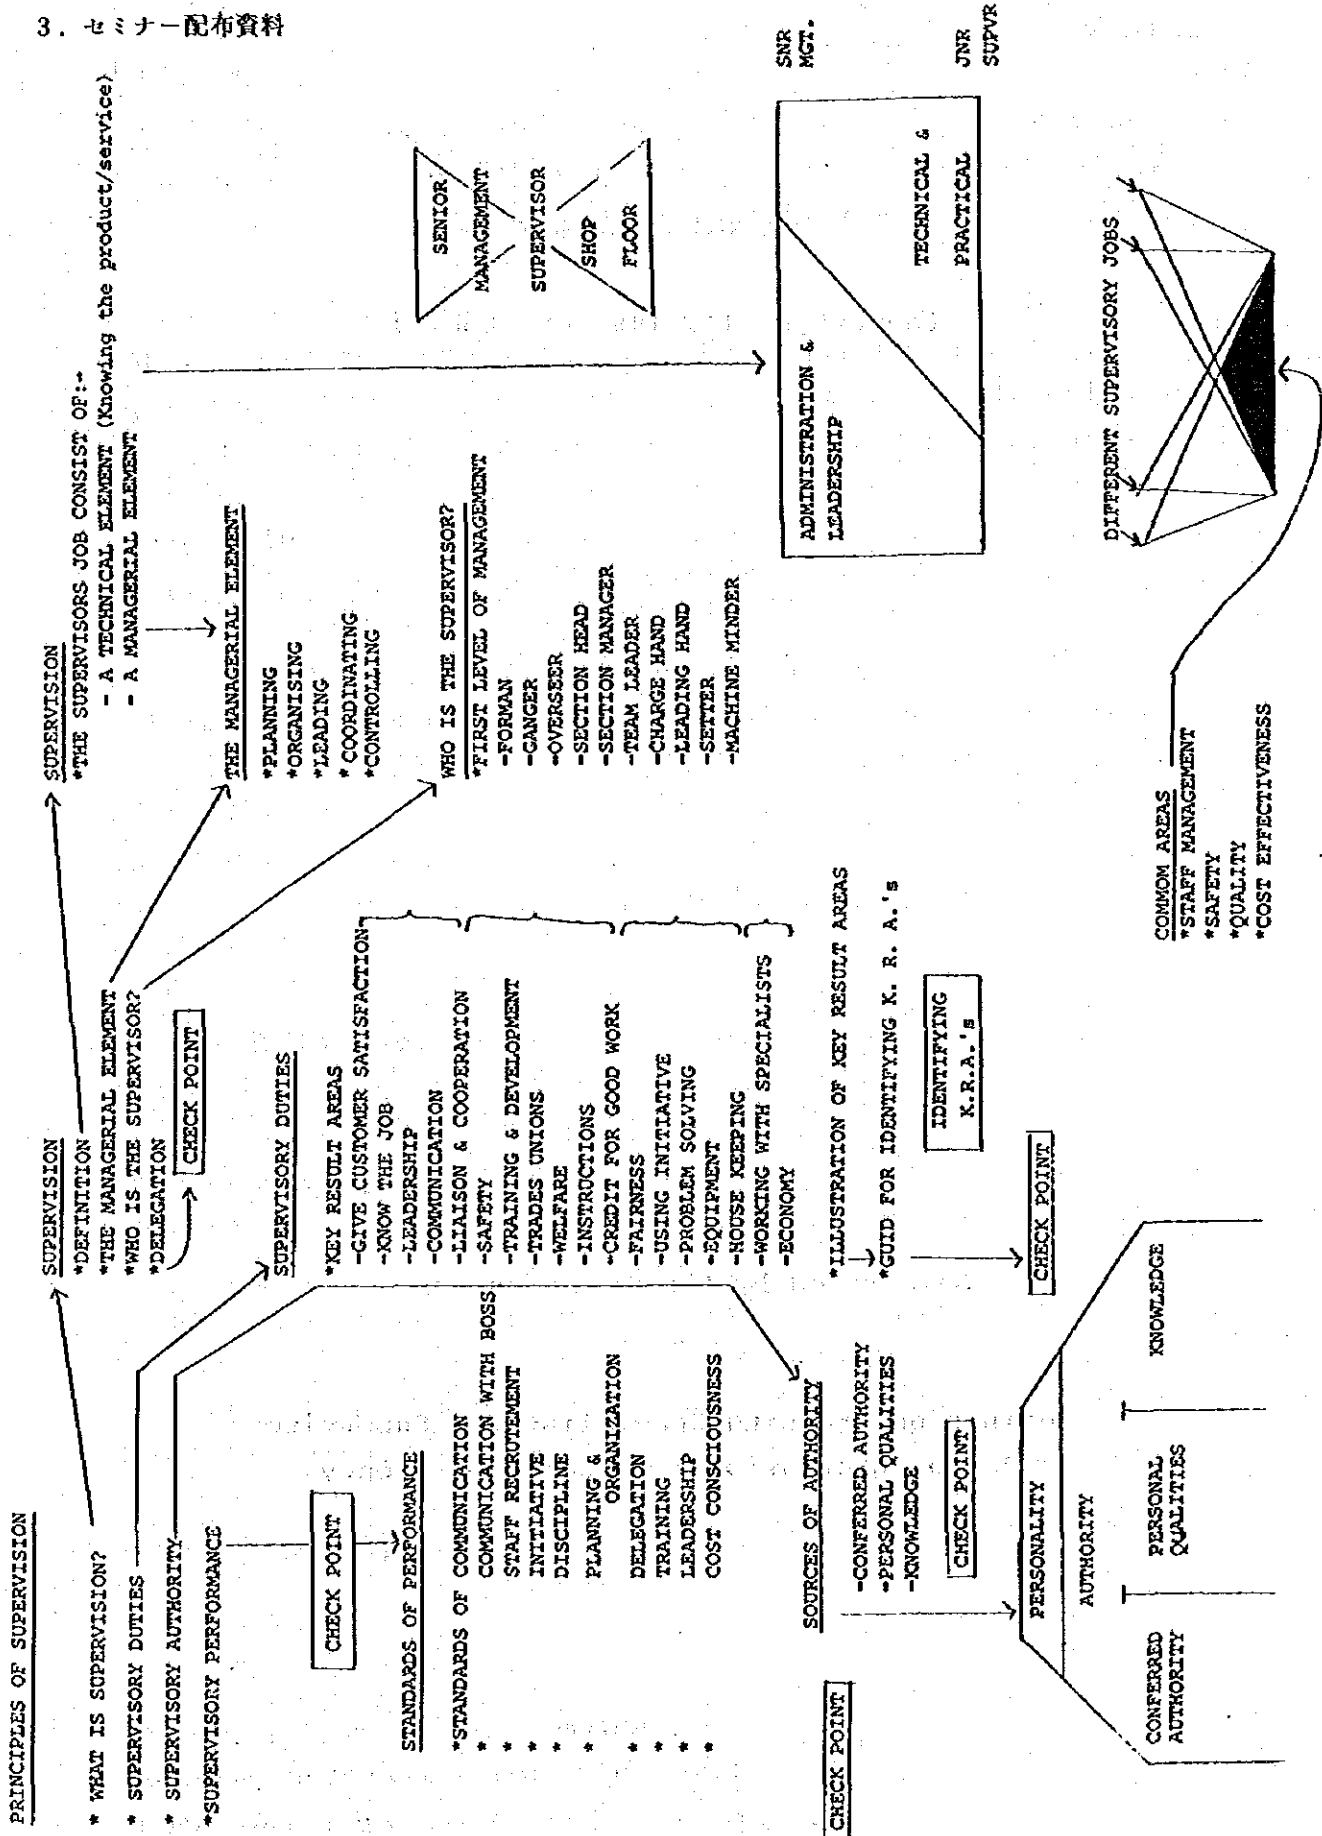 3. セミナー配布資料
PRINCIPLES OF SUPERVISION
* WHAT IS SUPERVISION?
* SUPERVISORY DUTIES
* SUPERVISORY AUTHORITY
*SUPERVISORY PERFORMANCE
CHECK POINT
STANDARDS OF PERFORMANCE
*STANDARDS OF COMMUNICATION
* COMMUNICATION WITH BOSS
* STAFF RECRUTEMENT
* INITIATIVE
* DISCIPLINE
* PLANNING &
ORGANIZATION
* DELEGATION
* TRAINING
* LEADERSHIP
* COST CONSCIOUSNESS
CHECK POINT
SUPERVISION
*DEFINITION
*THE MANAGERIAL ELEMENT
*WHO IS THE SUPERVISOR?
*DELEGATION
CHECK POINT
SUPERVISORY DUTIES
*KEY RESULT AREAS
-GIVE CUSTOMER SATISFACTION
-KNOW THE JOB
-LEADERSHIP
-COMMUNICATION
-LIAISON & COOPERATION
-SAFETY
-TRAINING & DEVELOPMENT
-TRADES UNIONS
-WELFARE
-INSTRUCTIONS
-CREDIT FOR GOOD WORK
-FAIRNESS
-USING INITIATIVE
-PROBLEM SOLVING
-EQUIPMENT
-HOUSE KEEPING
-WORKING WITH SPECIALISTS
-ECONOMY
*ILLUSTRATION OF KEY RESULT AREAS
*GUID FOR IDENTIFYING K. R. A.'s
IDENTIFYING
K.R.A.'s
CHECK POINT
SOURCES OF AUTHORITY
-CONFERRED AUTHORITY
-PERSONAL QUALITIES
-KNOWLEDGE
CHECK POINT
PERSONALITY
AUTHORITY
CONFERRED
AUTHORITY
PERSONAL
QUALITIES
KNOWLEDGE
SUPERVISION
*THE SUPERVISORS JOB CONSIST OF:-
- A TECHNICAL ELEMENT (Knowing the product/service)
- A MANAGERIAL ELEMENT
THE MANAGERIAL ELEMENT
*PLANNING
*ORGANISING
*LEADING
*COORDINATING
*CONTROLLING
WHO IS THE SUPERVISOR?
*FIRST LEVEL OF MANAGEMENT
-FORMAN
-GANGER
-OVERSEER
-SECTION HEAD
-SECTION MANAGER
-TEAM LEADER
-CHARGE HAND
-LEADING HAND
-SETTER
-MACHINE MINDER
SENIOR
MANAGEMENT
SUPERVISOR
SHOP
FLOOR
ADMINISTRATION &
LEADERSHIP
TECHNICAL &
PRACTICAL
SNR
MGT.
JNR
SUPVR
DIFFERENT SUPERVISORY JOBS
COMMOM AREAS
*STAFF MANAGEMENT
*SAFETY
*QUALITY
*COST EFFECTIVENESS